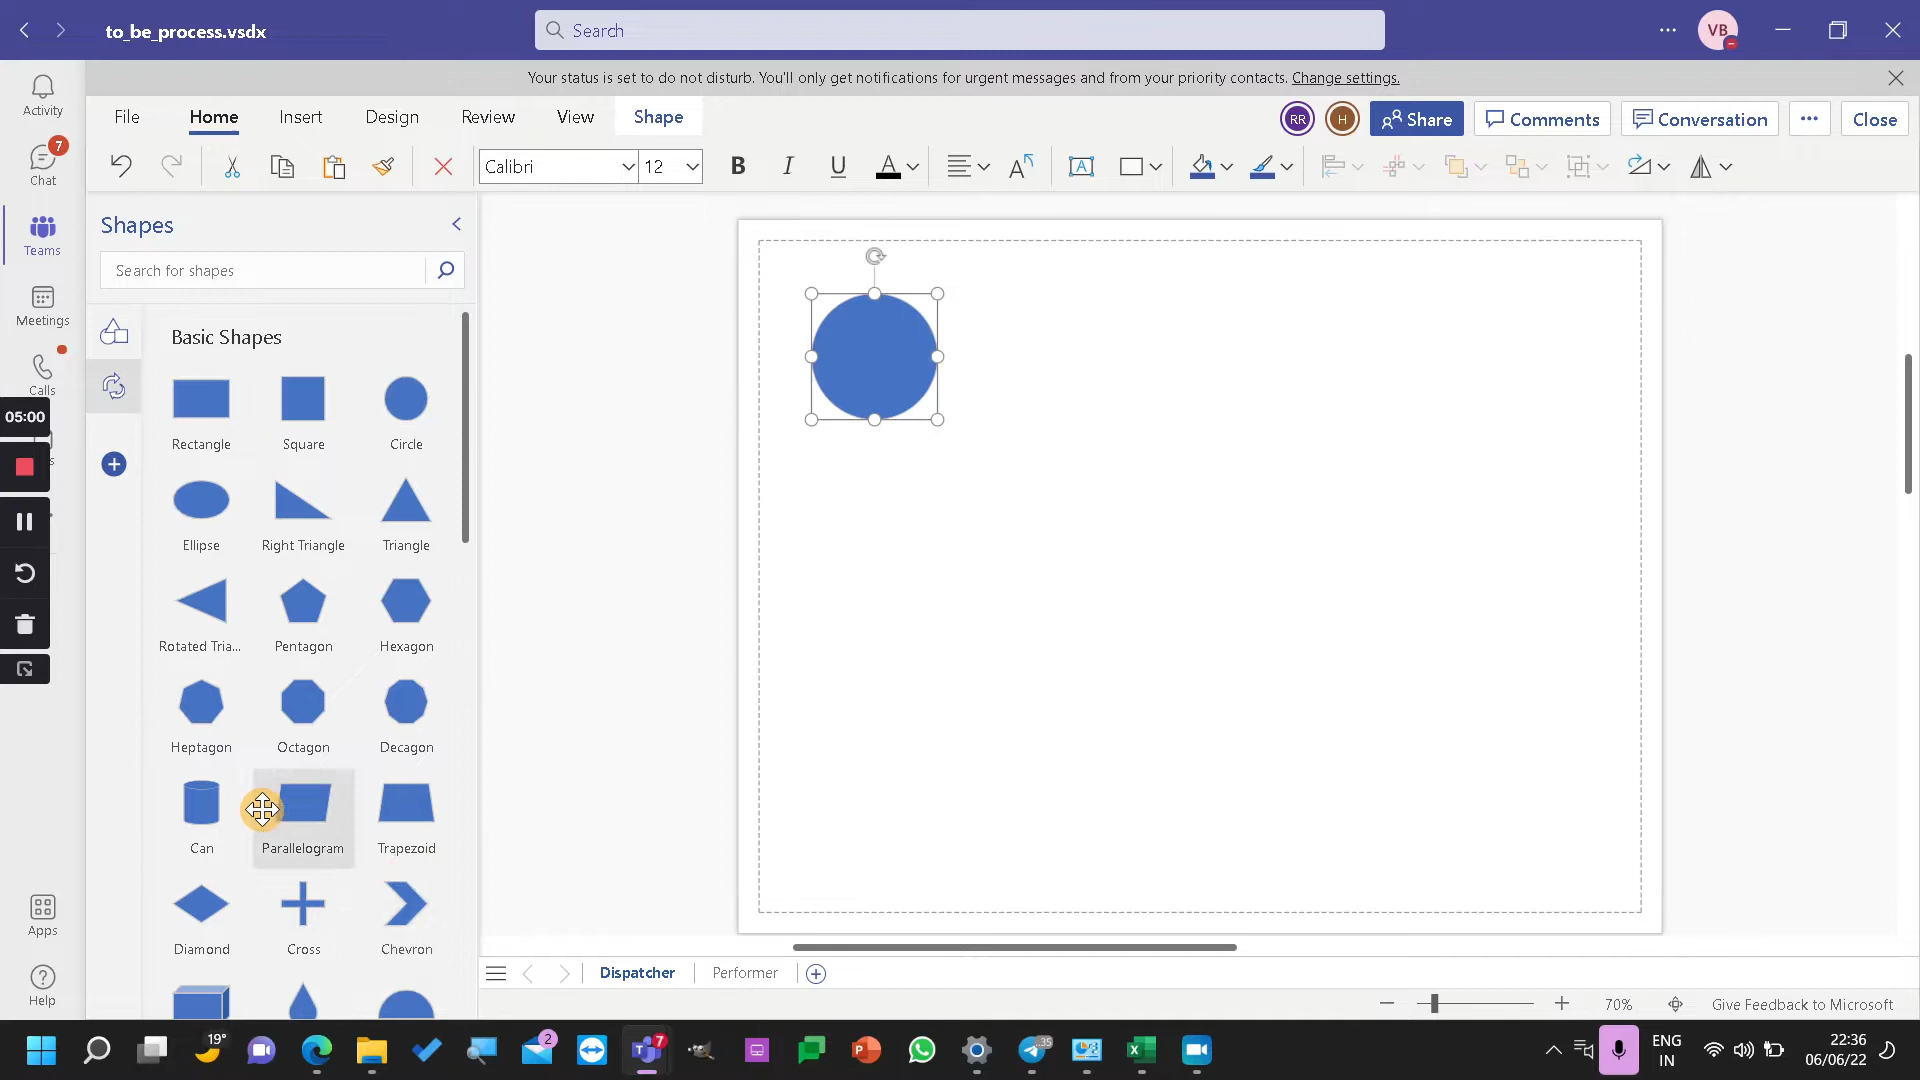 to_be_process.vsdx
Search
VB
Your status is set to do not disturb. You'll only get notifications for urgent messages and from your priority contacts. Change settings.
File Home Insert Design Review View Shape
RR H Share Comments Conversation ... Close
Calibri 12 B I U A A A
Activity
Chat 7
Teams
Meetings
Calls
05:00
Apps
Help
Shapes
Search for shapes
Basic Shapes
Rectangle Square Circle
Ellipse Right Triangle Triangle
Rotated Tria... Pentagon Hexagon
Heptagon Octagon Decagon
Can Parallelogram Trapezoid
Diamond Cross Chevron
Dispatcher Performer
70% Give Feedback to Microsoft
19° 2 7 35
ENG
IN
22:36
06/06/22